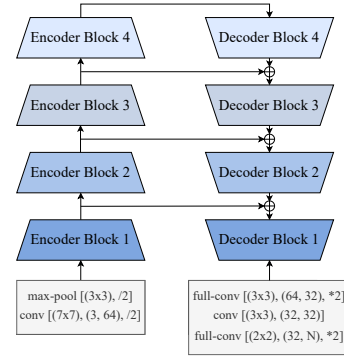 Encoder Block 4
Decoder Block 4
Encoder Block 3
Decoder Block 3
Encoder Block 2
Decoder Block 2
Encoder Block 1
Decoder Block 1
max-pool [(3x3), /2]
conv [(7x7), (3, 64), /2]
full-conv [(3x3), (64, 32), *2]
conv [(3x3), (32, 32)]
full-conv [(2x2), (32, N), *2]